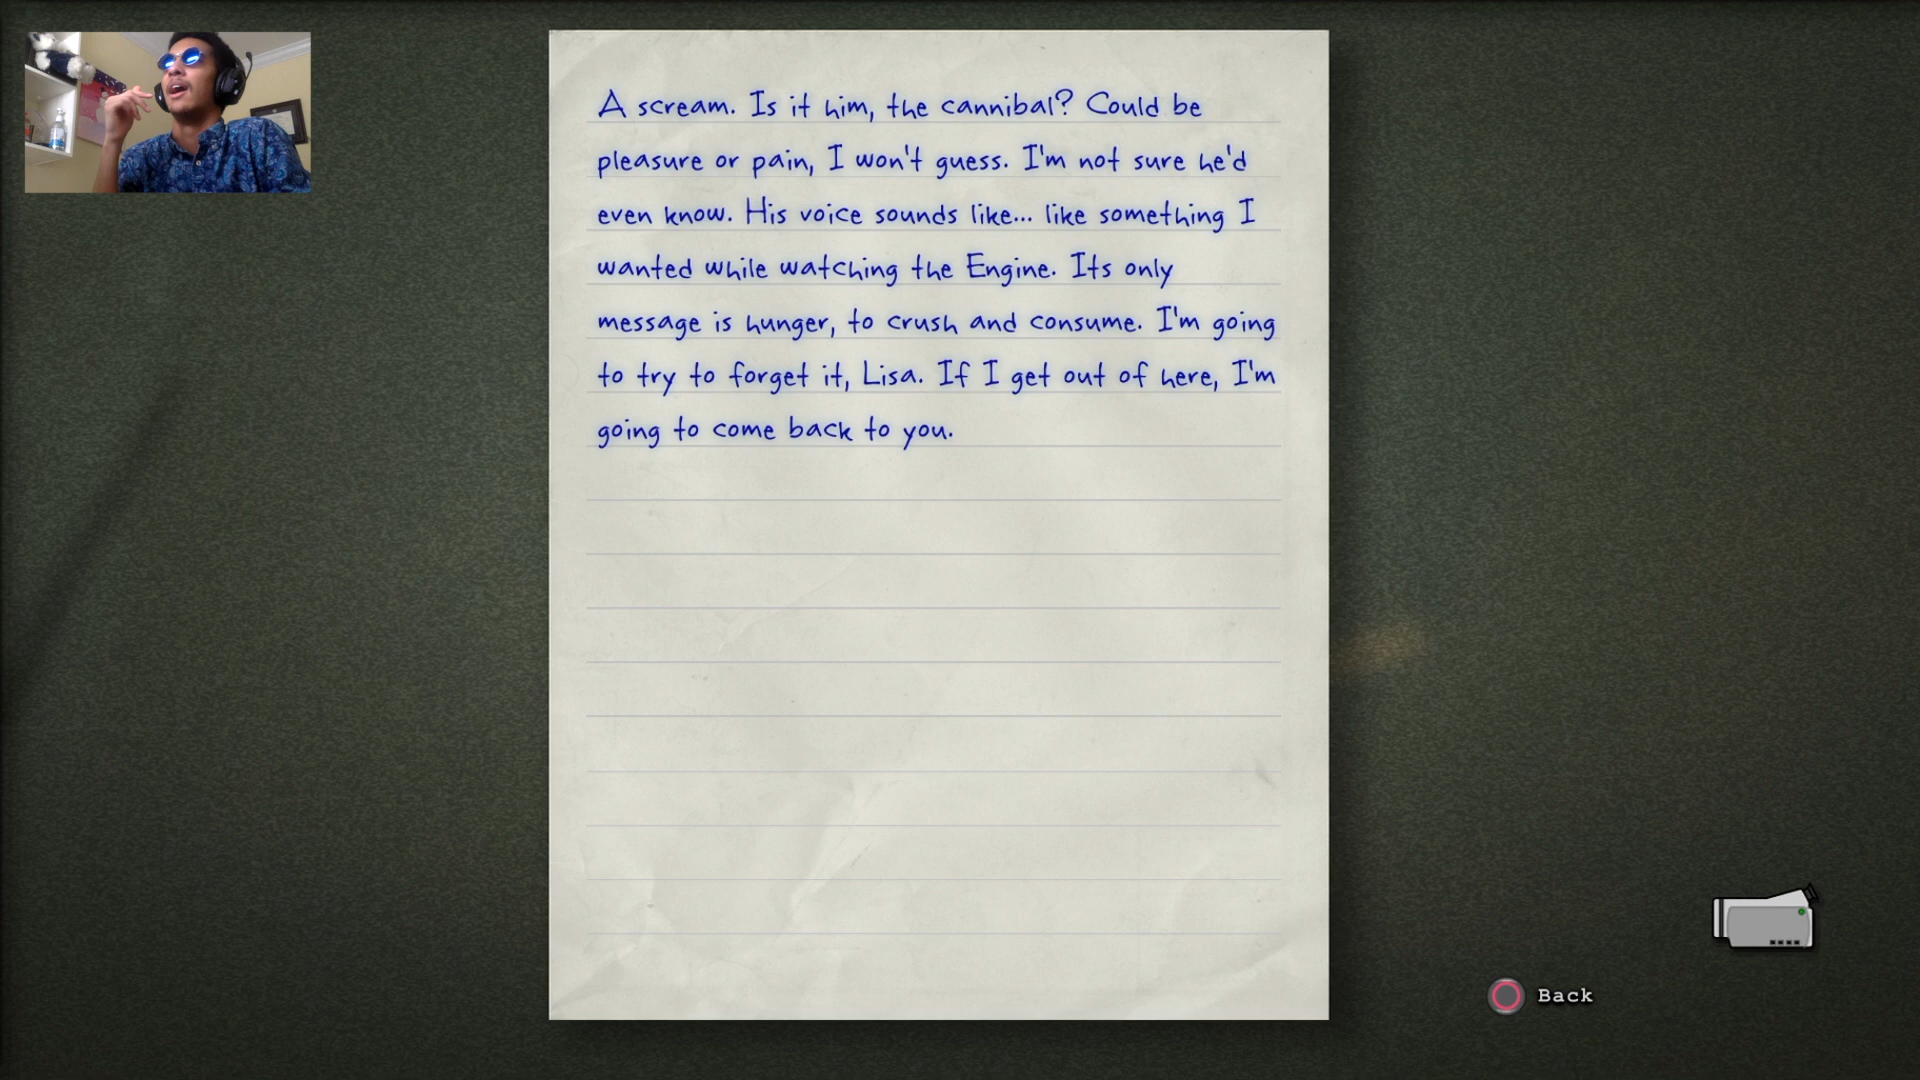 A scream. Is it him, the cannibal? Could be
pleasure or pain, I won't guess. I'm not sure he'd
even know. His voice sounds like... like something I
wanted while watching the Engine. Its only
message is hunger, to crush and consume. I'm going
to try to forget it, Lisa. If I get out of here, I'm
going to come back to you.
Back